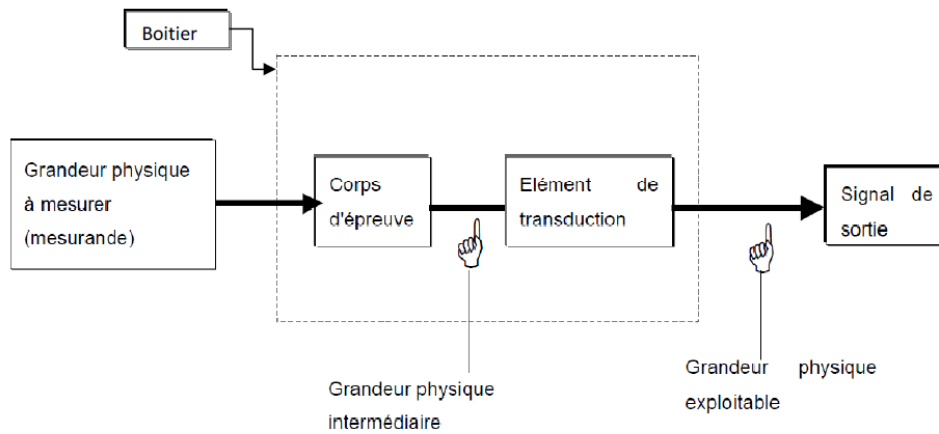 Boitier
Grandeur physique
à mesurer
(mesurande)
Corps
d'épreuve
Elément de
transduction
Signal de
sortie
Grandeur physique
intermédiaire
Grandeur physique
exploitable